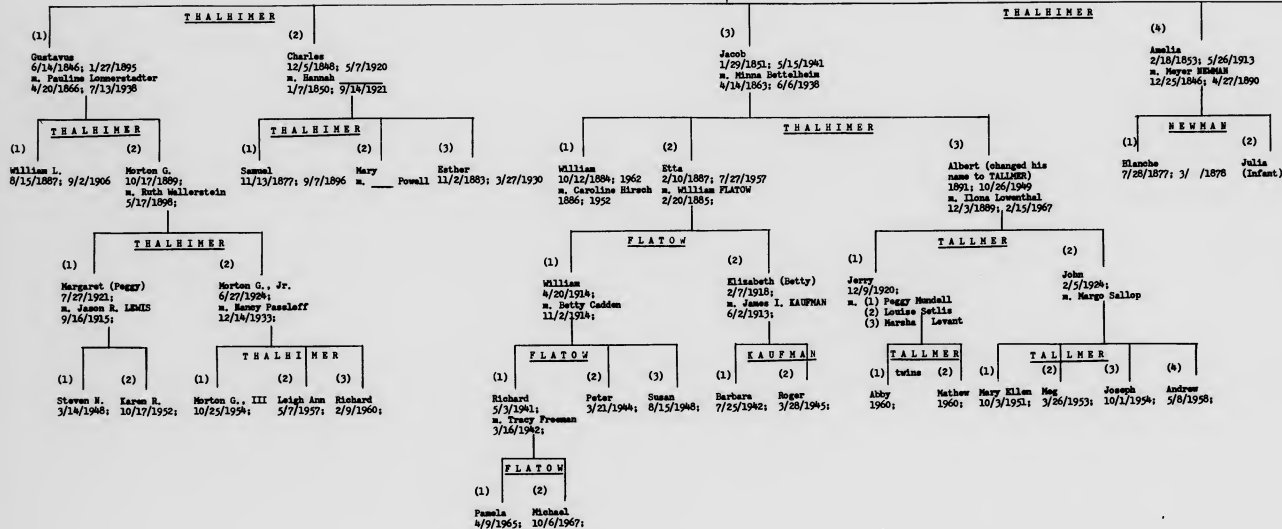 THALHIMER THALHIMER
(1)
Gustavus
6/14/1846; 1/27/1895
m. Pauline Lonnerstadter
4/20/1866; 7/13/1938
(2)
Charles
12/5/1848; 5/7/1920
m. Hannah
1/7/1850; 9/14/1921
(3)
Jacob
1/29/1851; 5/15/1941
m. Minna Bettelheim
4/14/1863; 6/6/1938
(4)
Amelia
2/18/1853; 5/26/1913
m. Meyer NEWMAN
12/25/1846; 4/27/1890
THALHIMER
(1)
William L.
8/15/1887; 9/2/1906
(2)
Morton G.
10/17/1889;
m. Ruth Wallerstein
5/17/1898;
THALHIMER
(1)
Samuel
11/13/1877; 9/7/1896
(2)
Mary
m. ____ Powell
(3)
Esther
11/2/1883; 3/27/1930
THALHIMER
(1)
William
10/12/1884; 1962
m. Caroline Hirsch
1886; 1952
(2)
Etta
2/10/1887; 7/27/1957
m. William FLATOW
2/20/1885;
(3)
Albert (changed his
name to TALLMER)
1891; 10/26/1949
m. Ilona Lowenthal
12/3/1889; 2/15/1967
NEWMAN
(1)
Blanche
7/28/1877; 3/ /1878
(2)
Julia
(Infant)
THALHIMER
(1)
Margaret (Peggy)
7/27/1921;
m. Jason R. LEWIS
9/16/1915;
(2)
Morton G., Jr.
6/27/1924;
m. Nancy Passleff
12/14/1933;
FLATOW
(1)
William
4/20/1914;
m. Betty Cadden
11/2/1914;
(2)
Elizabeth (Betty)
2/7/1918;
m. James I. KAUFMAN
6/2/1913;
TALLMER
(1)
Jerry
12/9/1920;
m. (1) Peggy Mundall
(2) Louise Setlis
(3) Marsha Levant
(2)
John
2/5/1924;
m. Margo Sallop
(1)
Steven N.
3/14/1948;
(2)
Karen R.
10/17/1952;
THALHIMER
(1)
Morton G., III
10/25/1954;
(2)
Leigh Ann
5/7/1957;
(3)
Richard
2/9/1960;
FLATOW
(1)
Richard
5/3/1941;
m. Tracy Freeman
3/16/1942;
(2)
Peter
3/21/1944;
(3)
Susan
8/15/1948;
KAUFMAN
(1)
Barbara
7/25/1942;
(2)
Roger
3/28/1945;
TALLMER
(1) twins (2)
Abby
1960;
Mathew
1960;
TALLMER
(1)
Mary Ellen
10/3/1951;
(2)
Meg
3/26/1953;
(3)
Joseph
10/1/1954;
(4)
Andrew
5/8/1958;
FLATOW
(1)
Pamela
4/9/1965;
(2)
Michael
10/6/1967;